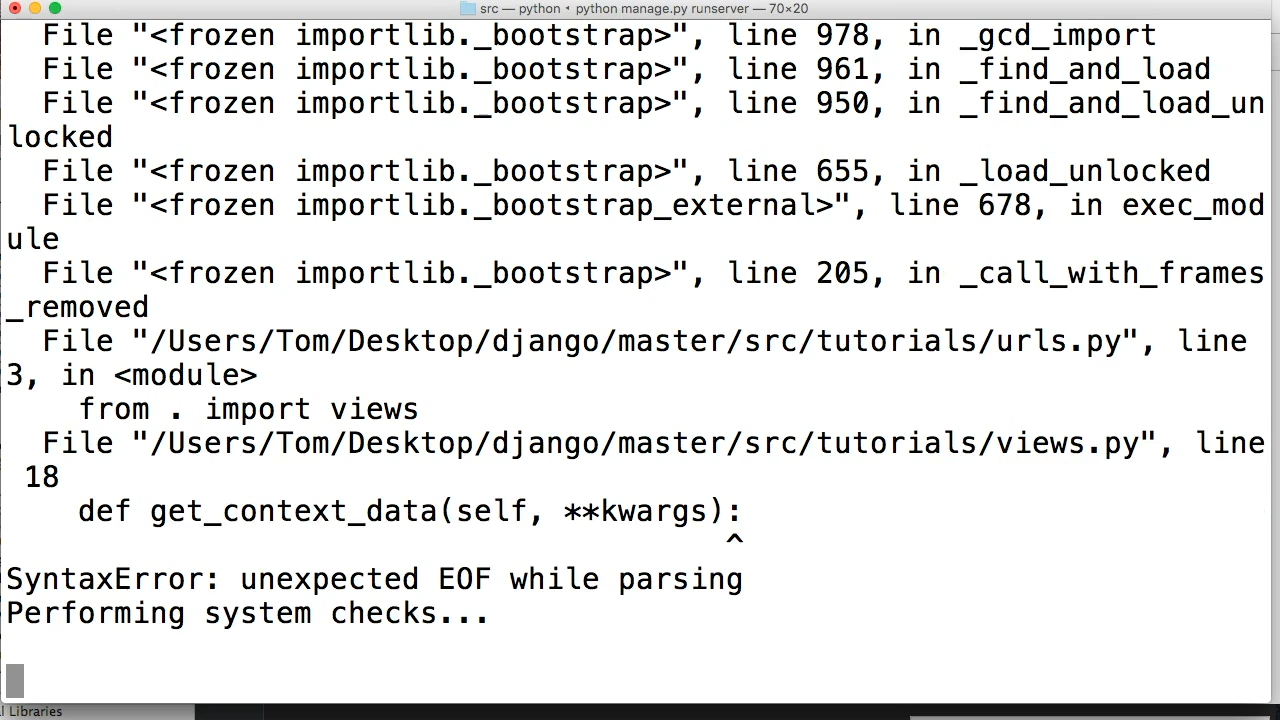 src — python ‹ python manage.py runserver — 70×20
File "<frozen importlib._bootstrap>", line 978, in _gcd_import
File "<frozen importlib._bootstrap>", line 961, in _find_and_load
File "<frozen importlib._bootstrap>", line 950, in _find_and_load_un
locked
File "<frozen importlib._bootstrap>", line 655, in _load_unlocked
File "<frozen importlib._bootstrap_external>", line 678, in exec_mod
ule
File "<frozen importlib._bootstrap>", line 205, in _call_with_frames
_removed
File "/Users/Tom/Desktop/django/master/src/tutorials/urls.py", line
3, in <module>
from . import views
File "/Users/Tom/Desktop/django/master/src/tutorials/views.py", line
18
def get_context_data(self, **kwargs):
^
SyntaxError: unexpected EOF while parsing
Performing system checks...
l Libraries